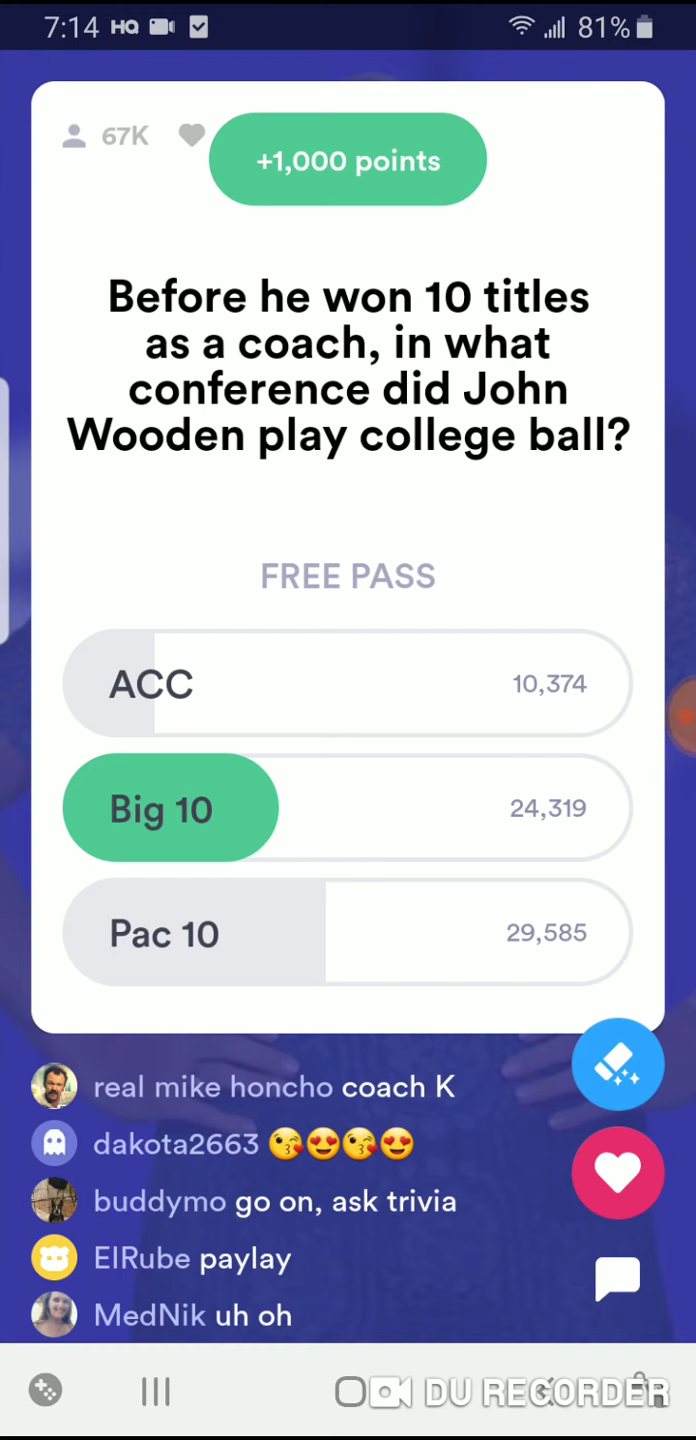 7:14 HQ 81%
67K
+1,000 points
Before he won 10 titles
as a coach, in what
conference did John
Wooden play college ball?
FREE PASS
ACC 10,374
Big 10 24,319
Pac 10 29,585
real mike honcho coach K
dakota2663 😘😍😘😍
buddymo go on, ask trivia
ElRube paylay
MedNik uh oh
DU RECORDER